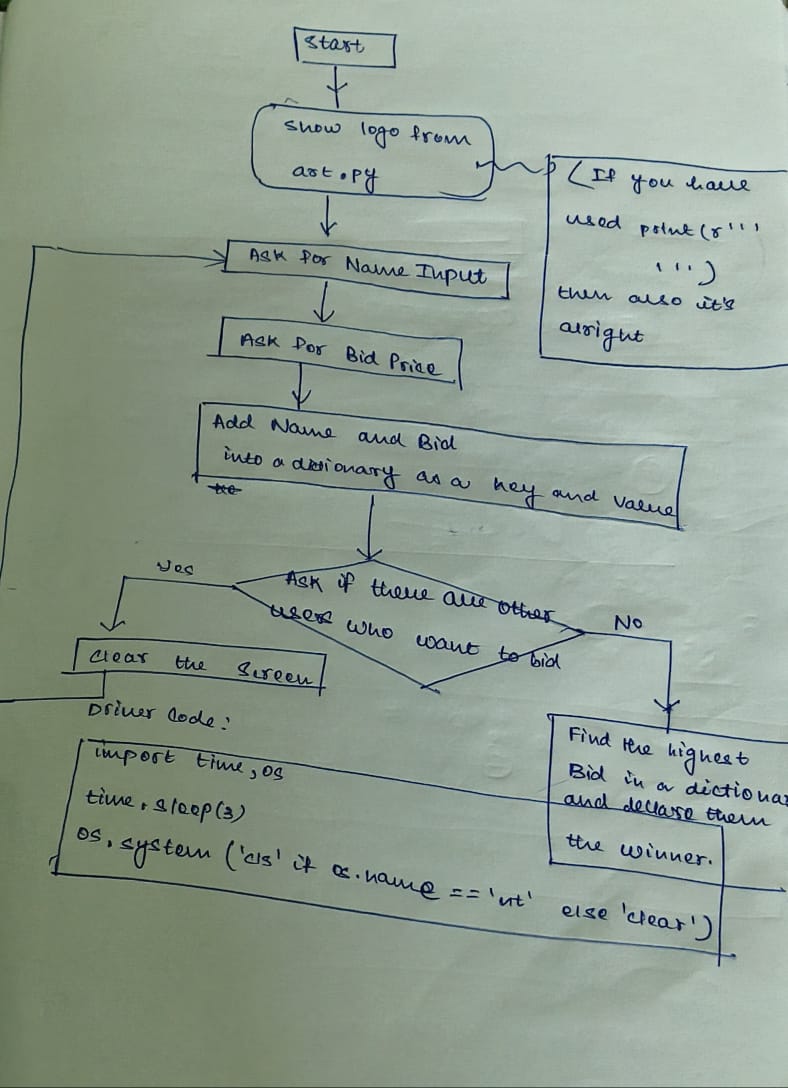 start
show logo from
art.py
(If you have
used print(r'''
''')
then also it's
alright
Ask for Name Input
Ask for Bid Price
Add Name and Bid
into a dictionary as a key and value
Ask if there are other
users who want to bid
Yes
No
clear the screen
Driver Code:
import time, os
time.sleep(3)
os.system ('cls' if os.name == 'nt' else 'clear')
Find the highest
Bid in a dictionar
and declare them
the winner.